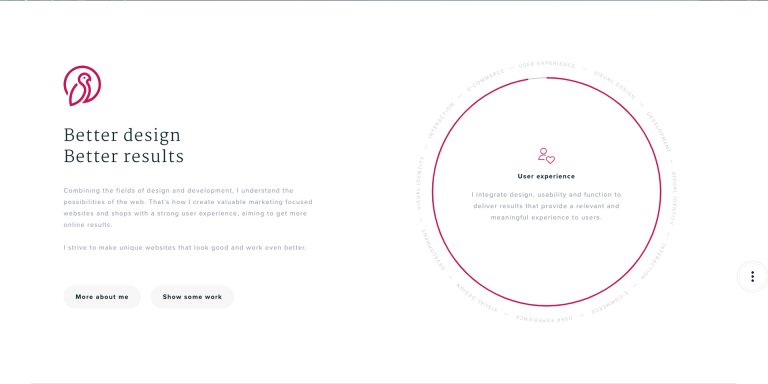 Better design
Better results
Combining the fields of design and development, I understand the
possibilities of the web. That's how I create valuable marketing focused
websites and shops with a strong user experience, aiming to get more
online results.
I strive to make unique websites that look good and work even better.
More about me
Show some work
USER EXPERIENCE — VISUAL DESIGN — DEVELOPMENT — VISUAL IDENTITY — INTERACTION — E-COMMERCE — USER EXPERIENCE — VISUAL DESIGN — DEVELOPMENT — VISUAL IDENTITY — INTERACTION — E-COMMERCE —
User experience
I integrate design, usability and function to
deliver results that provide a relevant and
meaningful experience to users.